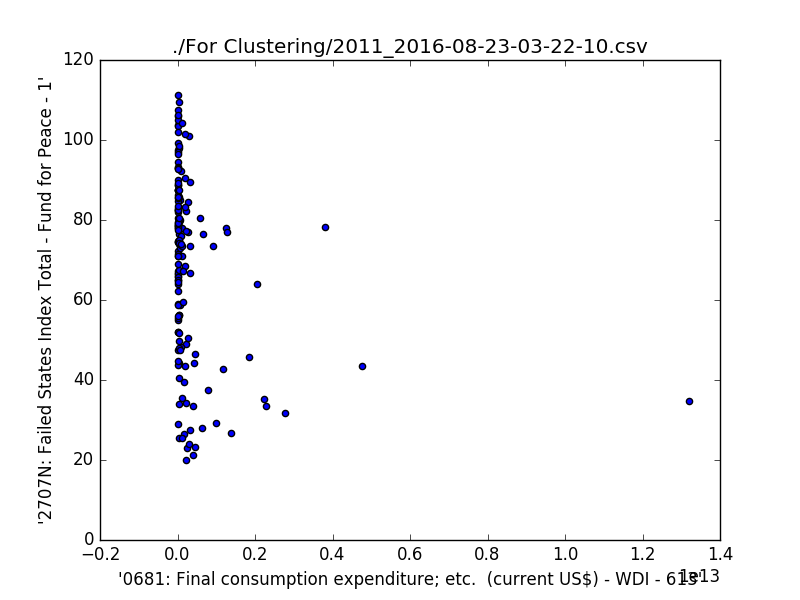 ./For Clustering/2011_2016-08-23-03-22-10.csv
120
100
80
60
40
20
0
'2707N: Failed States Index Total - Fund for Peace - 1'
−0.2 0.0 0.2 0.4 0.6 0.8 1.0 1.2 1.4
1e13
'0681: Final consumption expenditure; etc.  (current US$) - WDI - 613'